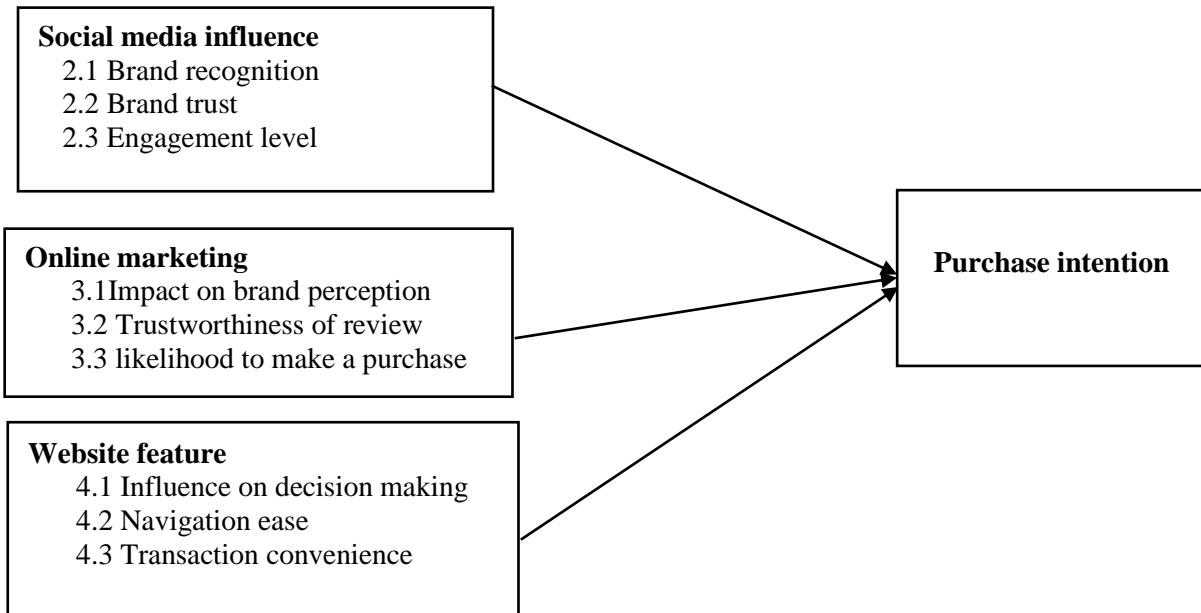 Social media influence
2.1 Brand recognition
2.2 Brand trust
2.3 Engagement level
Online marketing
3.1Impact on brand perception
3.2 Trustworthiness of review
3.3 likelihood to make a purchase
Website feature
4.1 Influence on decision making
4.2 Navigation ease
4.3 Transaction convenience
Purchase intention